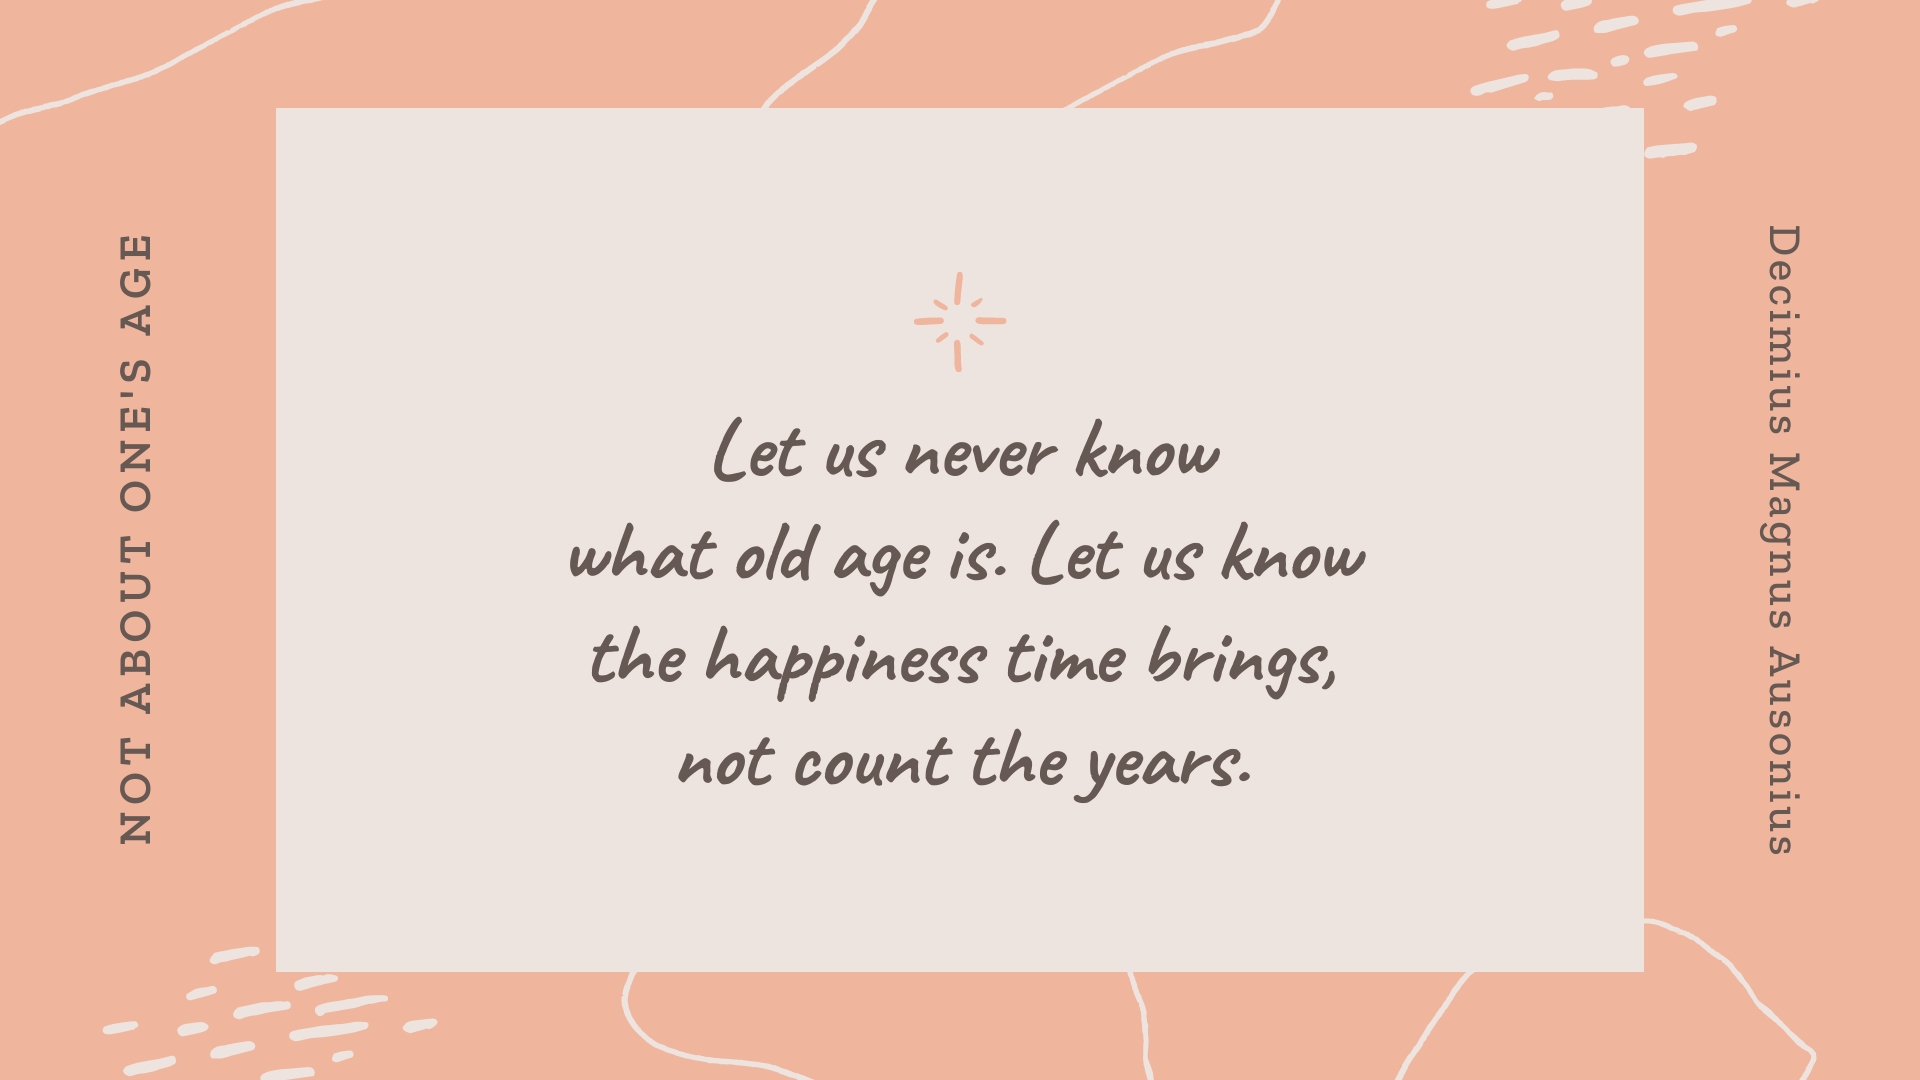 NOT ABOUT ONE'S AGE
Let us never know
what old age is. Let us know
the happiness time brings,
not count the years.
Decimius Magnus Ausonius